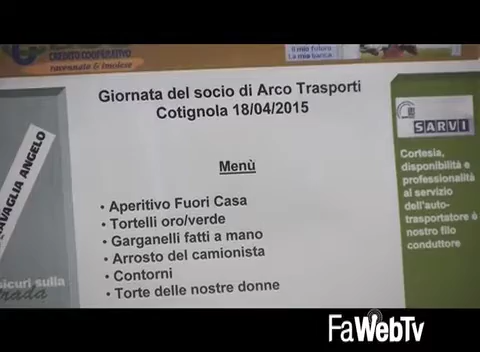 CREDITO COOPERATIVO
ravennate & imolese
Il mio futuro
La mia banca
Giornata del socio di Arco Trasporti
Cotignola 18/04/2015
Menù
• Aperitivo Fuori Casa
• Tortelli oro/verde
• Garganelli fatti a mano
• Arrosto del camionista
• Contorni
• Torte delle nostre donne
RAVAGLIA ANGELO
sicuri sulla
strada
SARVI
Cortesia,
disponibilità e
professionalità
al servizio
dell'auto-
trasportatore è
nostro filo
conduttore
FaWebTv